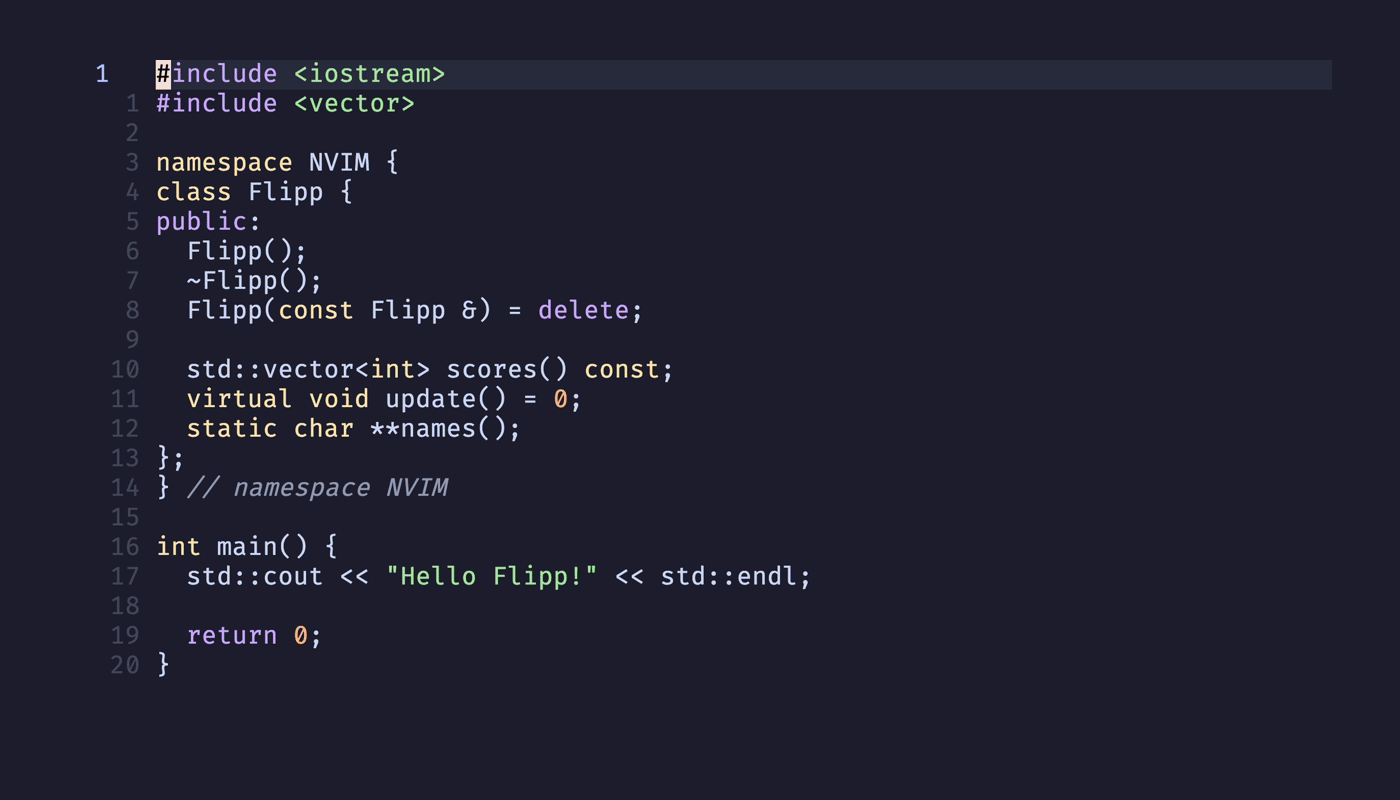 1   #include <iostream>
  1 #include <vector>
  2
  3 namespace NVIM {
  4 class Flipp {
  5 public:
  6   Flipp();
  7   ~Flipp();
  8   Flipp(const Flipp &) = delete;
  9
 10   std::vector<int> scores() const;
 11   virtual void update() = 0;
 12   static char **names();
 13 };
 14 } // namespace NVIM
 15
 16 int main() {
 17   std::cout << "Hello Flipp!" << std::endl;
 18
 19   return 0;
 20 }